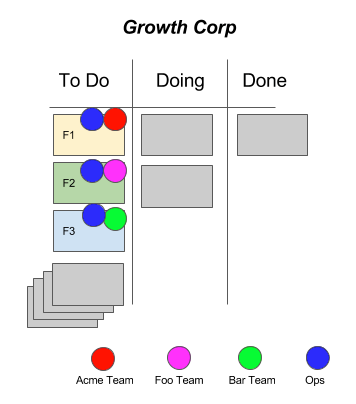 Growth Corp
To Do
Doing
Done
F1
F2
F3
Acme Team
Foo Team
Bar Team
Ops